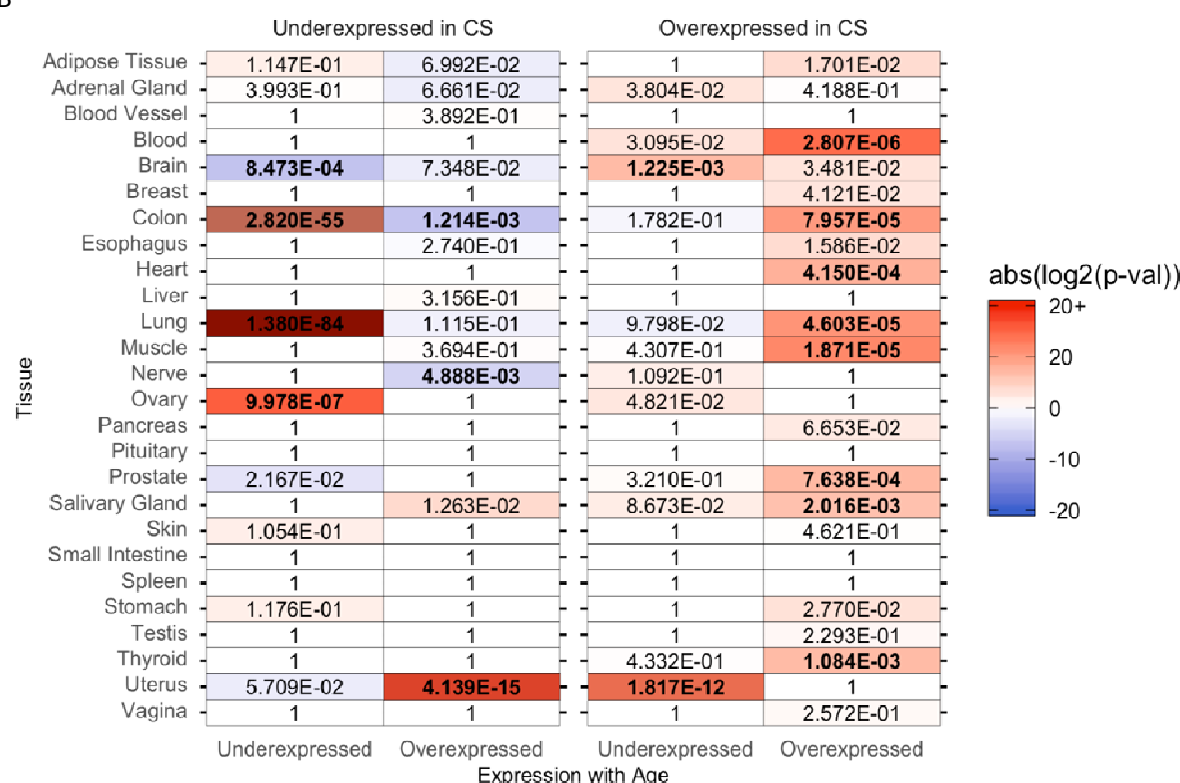 B
Underexpressed in CS Overexpressed in CS
Adipose Tissue 1.147E-01 6.992E-02 1 1.701E-02
Adrenal Gland 3.993E-01 6.661E-02 3.804E-02 4.188E-01
Blood Vessel 1 3.892E-01 1 1
Blood 1 1 3.095E-02 2.807E-06
Brain 8.473E-04 7.348E-02 1.225E-03 3.481E-02
Breast 1 1 1 4.121E-02
Colon 2.820E-55 1.214E-03 1.782E-01 7.957E-05
Esophagus 1 2.740E-01 1 1.586E-02
Heart 1 1 1 4.150E-04
Liver 1 3.156E-01 1 1
Lung 1.380E-84 1.115E-01 9.798E-02 4.603E-05
Muscle 1 3.694E-01 4.307E-01 1.871E-05
Nerve 1 4.888E-03 1.092E-01 1
Ovary 9.978E-07 1 4.821E-02 1
Pancreas 1 1 1 6.653E-02
Pituitary 1 1 1 1
Prostate 2.167E-02 1 3.210E-01 7.638E-04
Salivary Gland 1 1.263E-02 8.673E-02 2.016E-03
Skin 1.054E-01 1 1 4.621E-01
Small Intestine 1 1 1 1
Spleen 1 1 1 1
Stomach 1.176E-01 1 1 2.770E-02
Testis 1 1 1 2.293E-01
Thyroid 1 1 4.332E-01 1.084E-03
Uterus 5.709E-02 4.139E-15 1.817E-12 1
Vagina 1 1 1 2.572E-01
Underexpressed Overexpressed Underexpressed Overexpressed
Expression with Age
Tissue
abs(log2(p-val))
20+
20
0
-10
-20